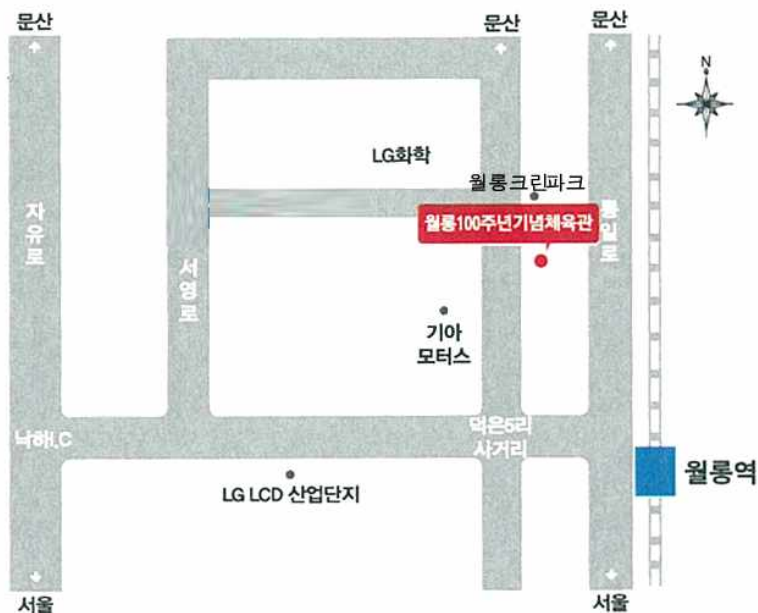 문산
문산
문산
N
LG화학
월롱크린파크
월롱100주년기념체육관
자유로
통일로
서영로
기아
모터스
낙해I.C
덕은5리
사거리
월롱역
LG LCD 산업단지
서울
서울